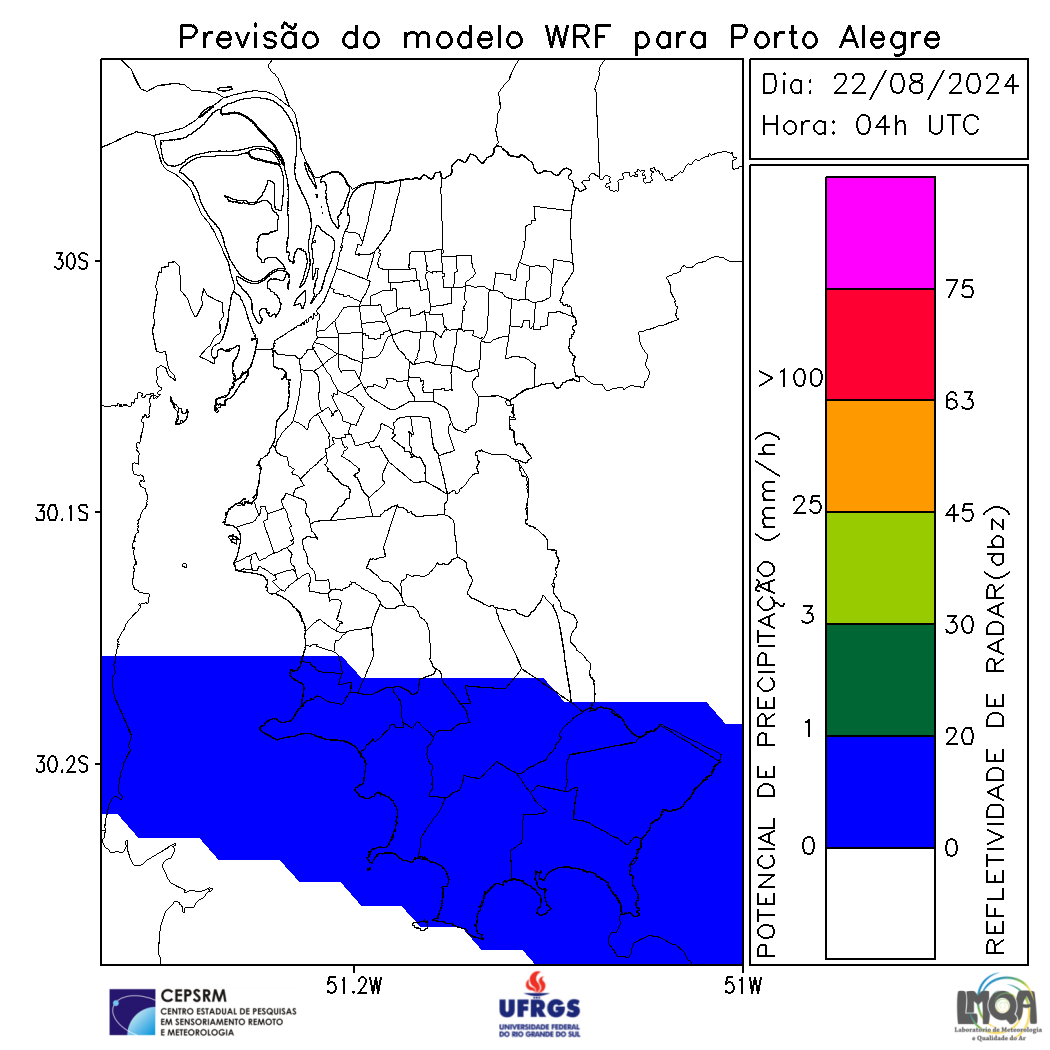 Previsão do modelo WRF para Porto Alegre
Dia: 22/08/2024
Hora: 04h UTC
30S
30.1S
30.2S
51.2W
51W
POTENCIAL DE PRECIPITAÇÃO (mm/h)
>100
25
3
1
0
75
63
45
30
20
0
REFLETIVIDADE DE RADAR(dbz)
CEPSRM
CENTRO ESTADUAL DE PESQUISAS
EM SENSORIAMENTO REMOTO
E METEOROLOGIA
UFRGS
UNIVERSIDADE FEDERAL
DO RIO GRANDE DO SUL
LMQA
Laboratório de Meteorologia
e Qualidade do Ar